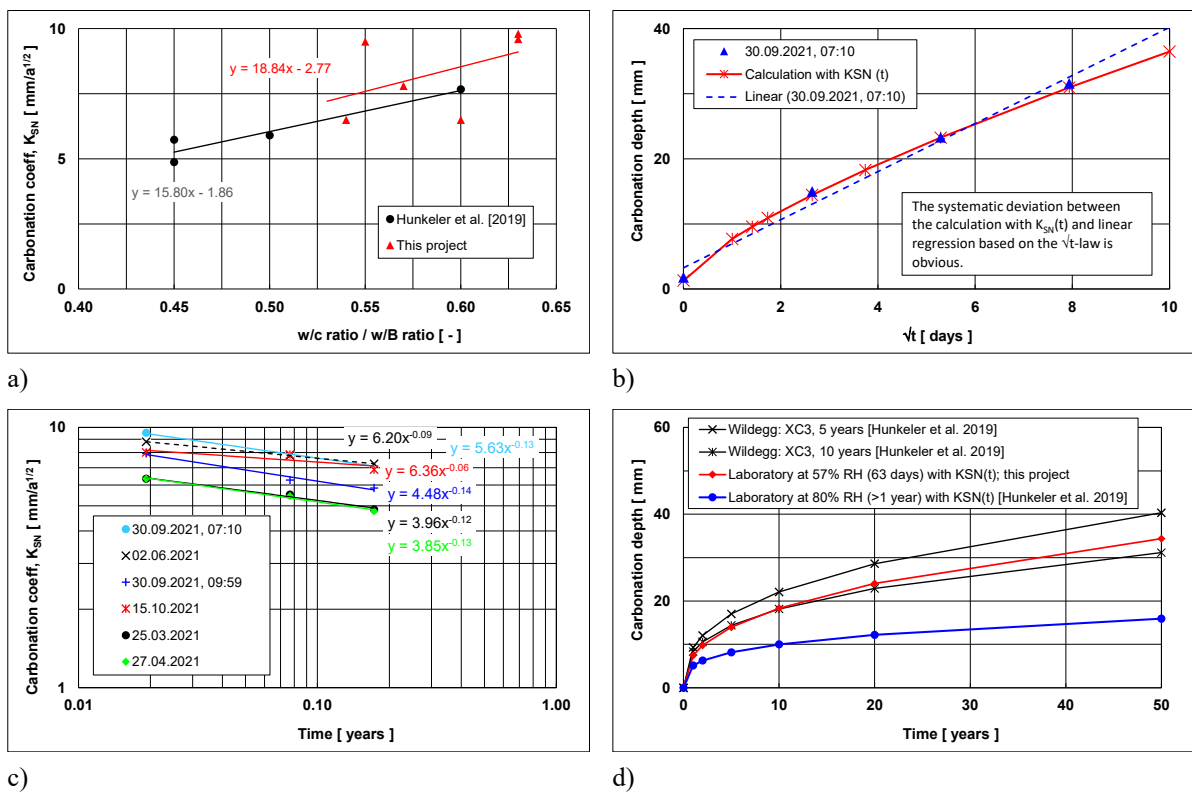 10
5
0
0.40 0.45 0.50 0.55 0.60 0.65
Carbonation coeff, K_SN [ mm/a^1/2 ]
w/c ratio / w/B ratio [ - ]
y = 18.84x - 2.77
y = 15.80x - 1.86
Hunkeler et al. [2019]
This project
a)
40
20
0
0 2 4 6 8 10
Carbonation depth [ mm ]
√t [ days ]
30.09.2021, 07:10
Calculation with KSN (t)
Linear (30.09.2021, 07:10)
The systematic deviation between
the calculation with K_SN(t) and linear
regression based on the √t-law is
obvious.
b)
10
1
0.01 0.10 1.00
Carbonation coeff, K_SN [ mm/a^1/2 ]
Time [ years ]
y = 6.20x^-0.09
y = 5.63x^-0.13
y = 6.36x^-0.06
y = 4.48x^-0.14
y = 3.96x^-0.12
y = 3.85x^-0.13
30.09.2021, 07:10
02.06.2021
30.09.2021, 09:59
15.10.2021
25.03.2021
27.04.2021
c)
60
40
20
0
0 10 20 30 40 50
Carbonation depth [ mm ]
Time [ years ]
Wildegg: XC3, 5 years [Hunkeler et al. 2019]
Wildegg: XC3, 10 years [Hunkeler et al. 2019]
Laboratory at 57% RH (63 days) with KSN(t); this project
Laboratory at 80% RH (>1 year) with KSN(t) [Hunkeler et al. 2019]
d)